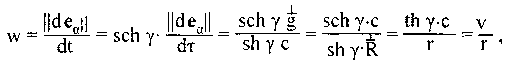 w = ||de_α||/dt = sch γ · ||de_α||/dτ = sch γ g^⊥/sh γ c = sch γ·c/sh γ·R^± = th γ·c/r = v/r ,